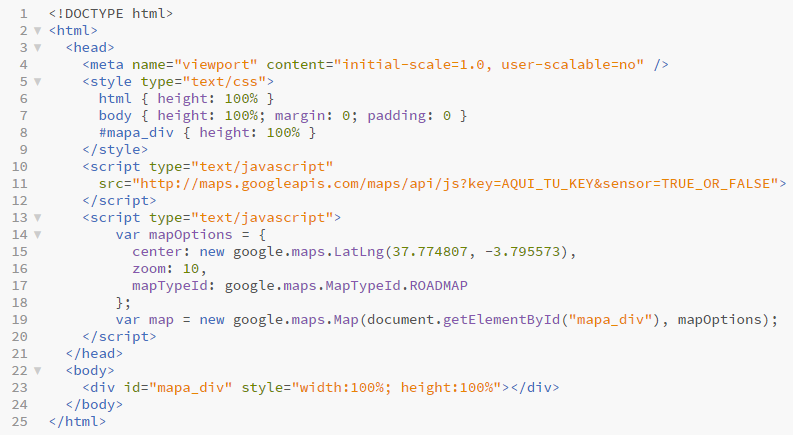 1 <!DOCTYPE html>
2 <html>
3 <head>
4 <meta name="viewport" content="initial-scale=1.0, user-scalable=no" />
5 <style type="text/css">
6 html { height: 100% }
7 body { height: 100%; margin: 0; padding: 0 }
8 #mapa_div { height: 100% }
9 </style>
10 <script type="text/javascript"
11 src="http://maps.googleapis.com/maps/api/js?key=AQUI_TU_KEY&sensor=TRUE_OR_FALSE">
12 </script>
13 <script type="text/javascript">
14 var mapOptions = {
15 center: new google.maps.LatLng(37.774807, -3.795573),
16 zoom: 10,
17 mapTypeId: google.maps.MapTypeId.ROADMAP
18 };
19 var map = new google.maps.Map(document.getElementById("mapa_div"), mapOptions);
20 </script>
21 </head>
22 <body>
23 <div id="mapa_div" style="width:100%; height:100%"></div>
24 </body>
25 </html>